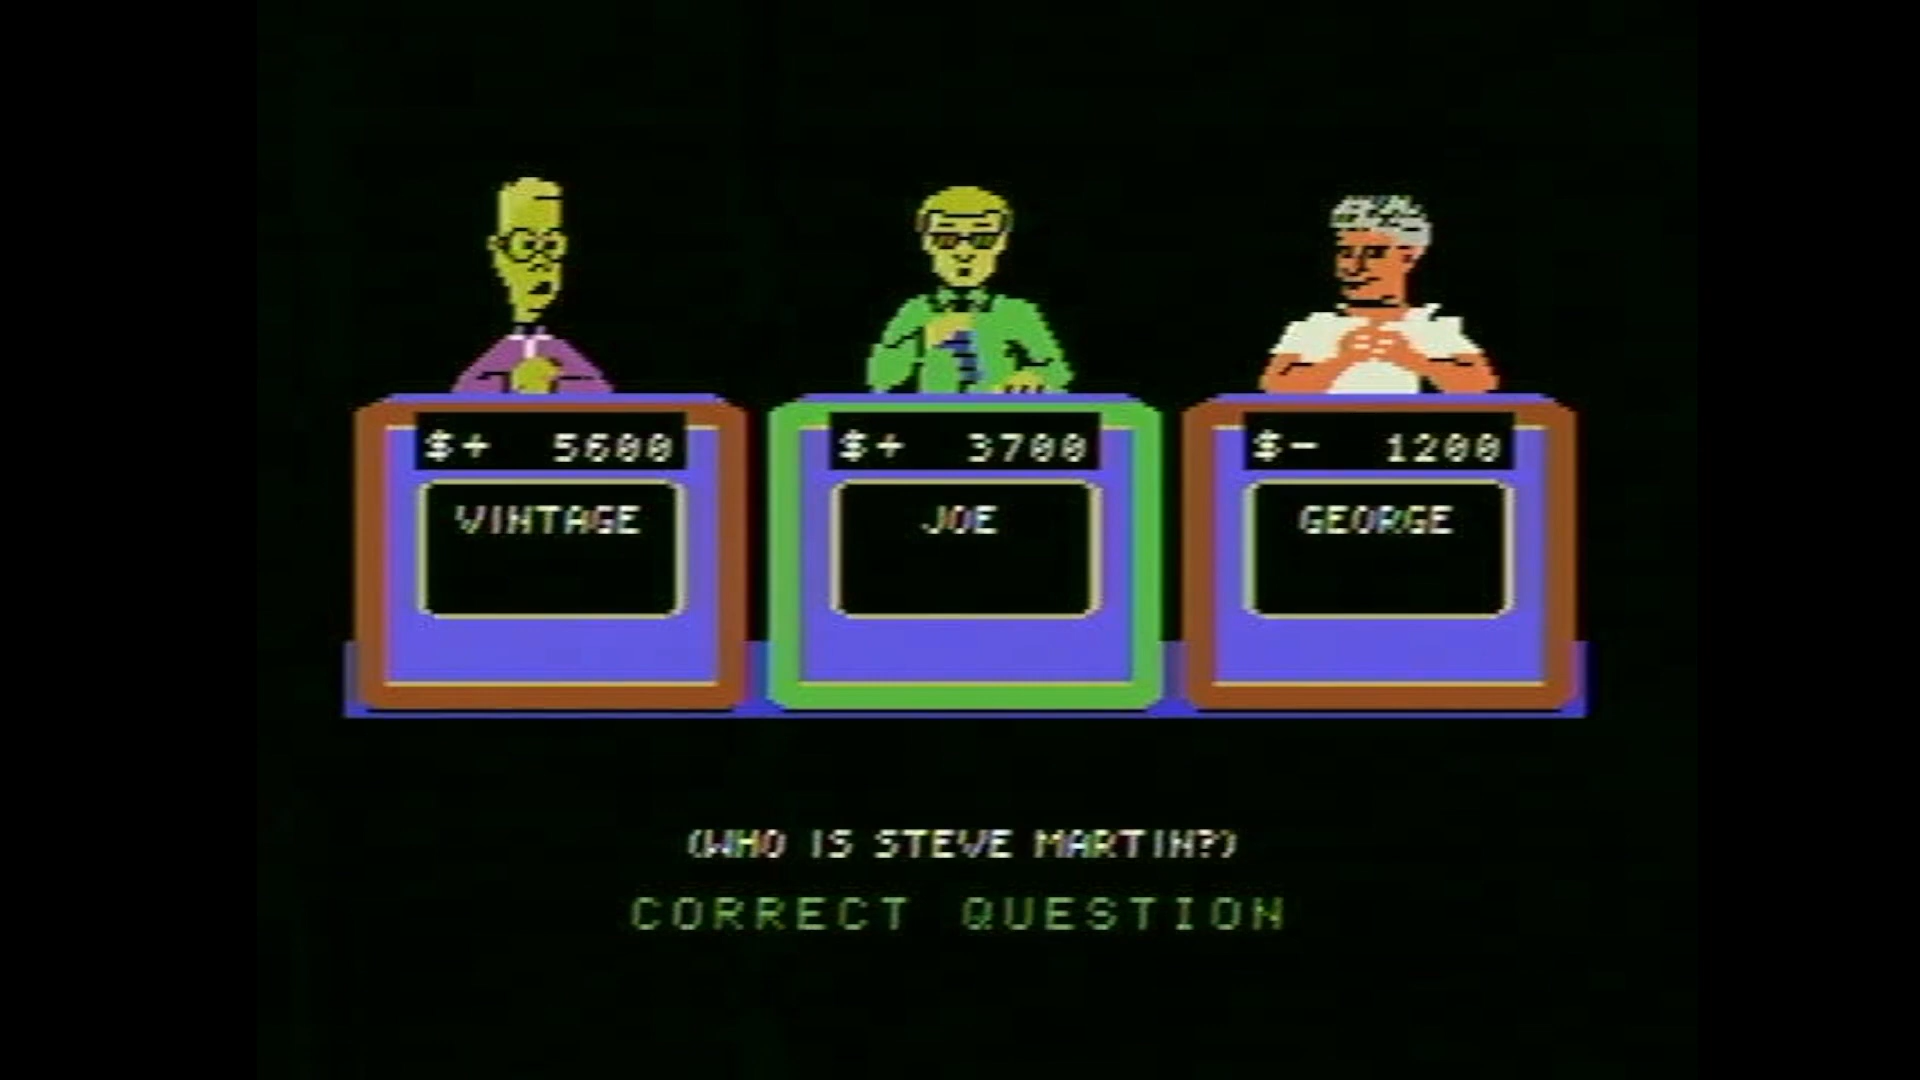 $+ 5600
$+ 3700
$- 1200
VINTAGE
JOE
GEORGE
(WHO IS STEVE MARTIN?)
CORRECT QUESTION